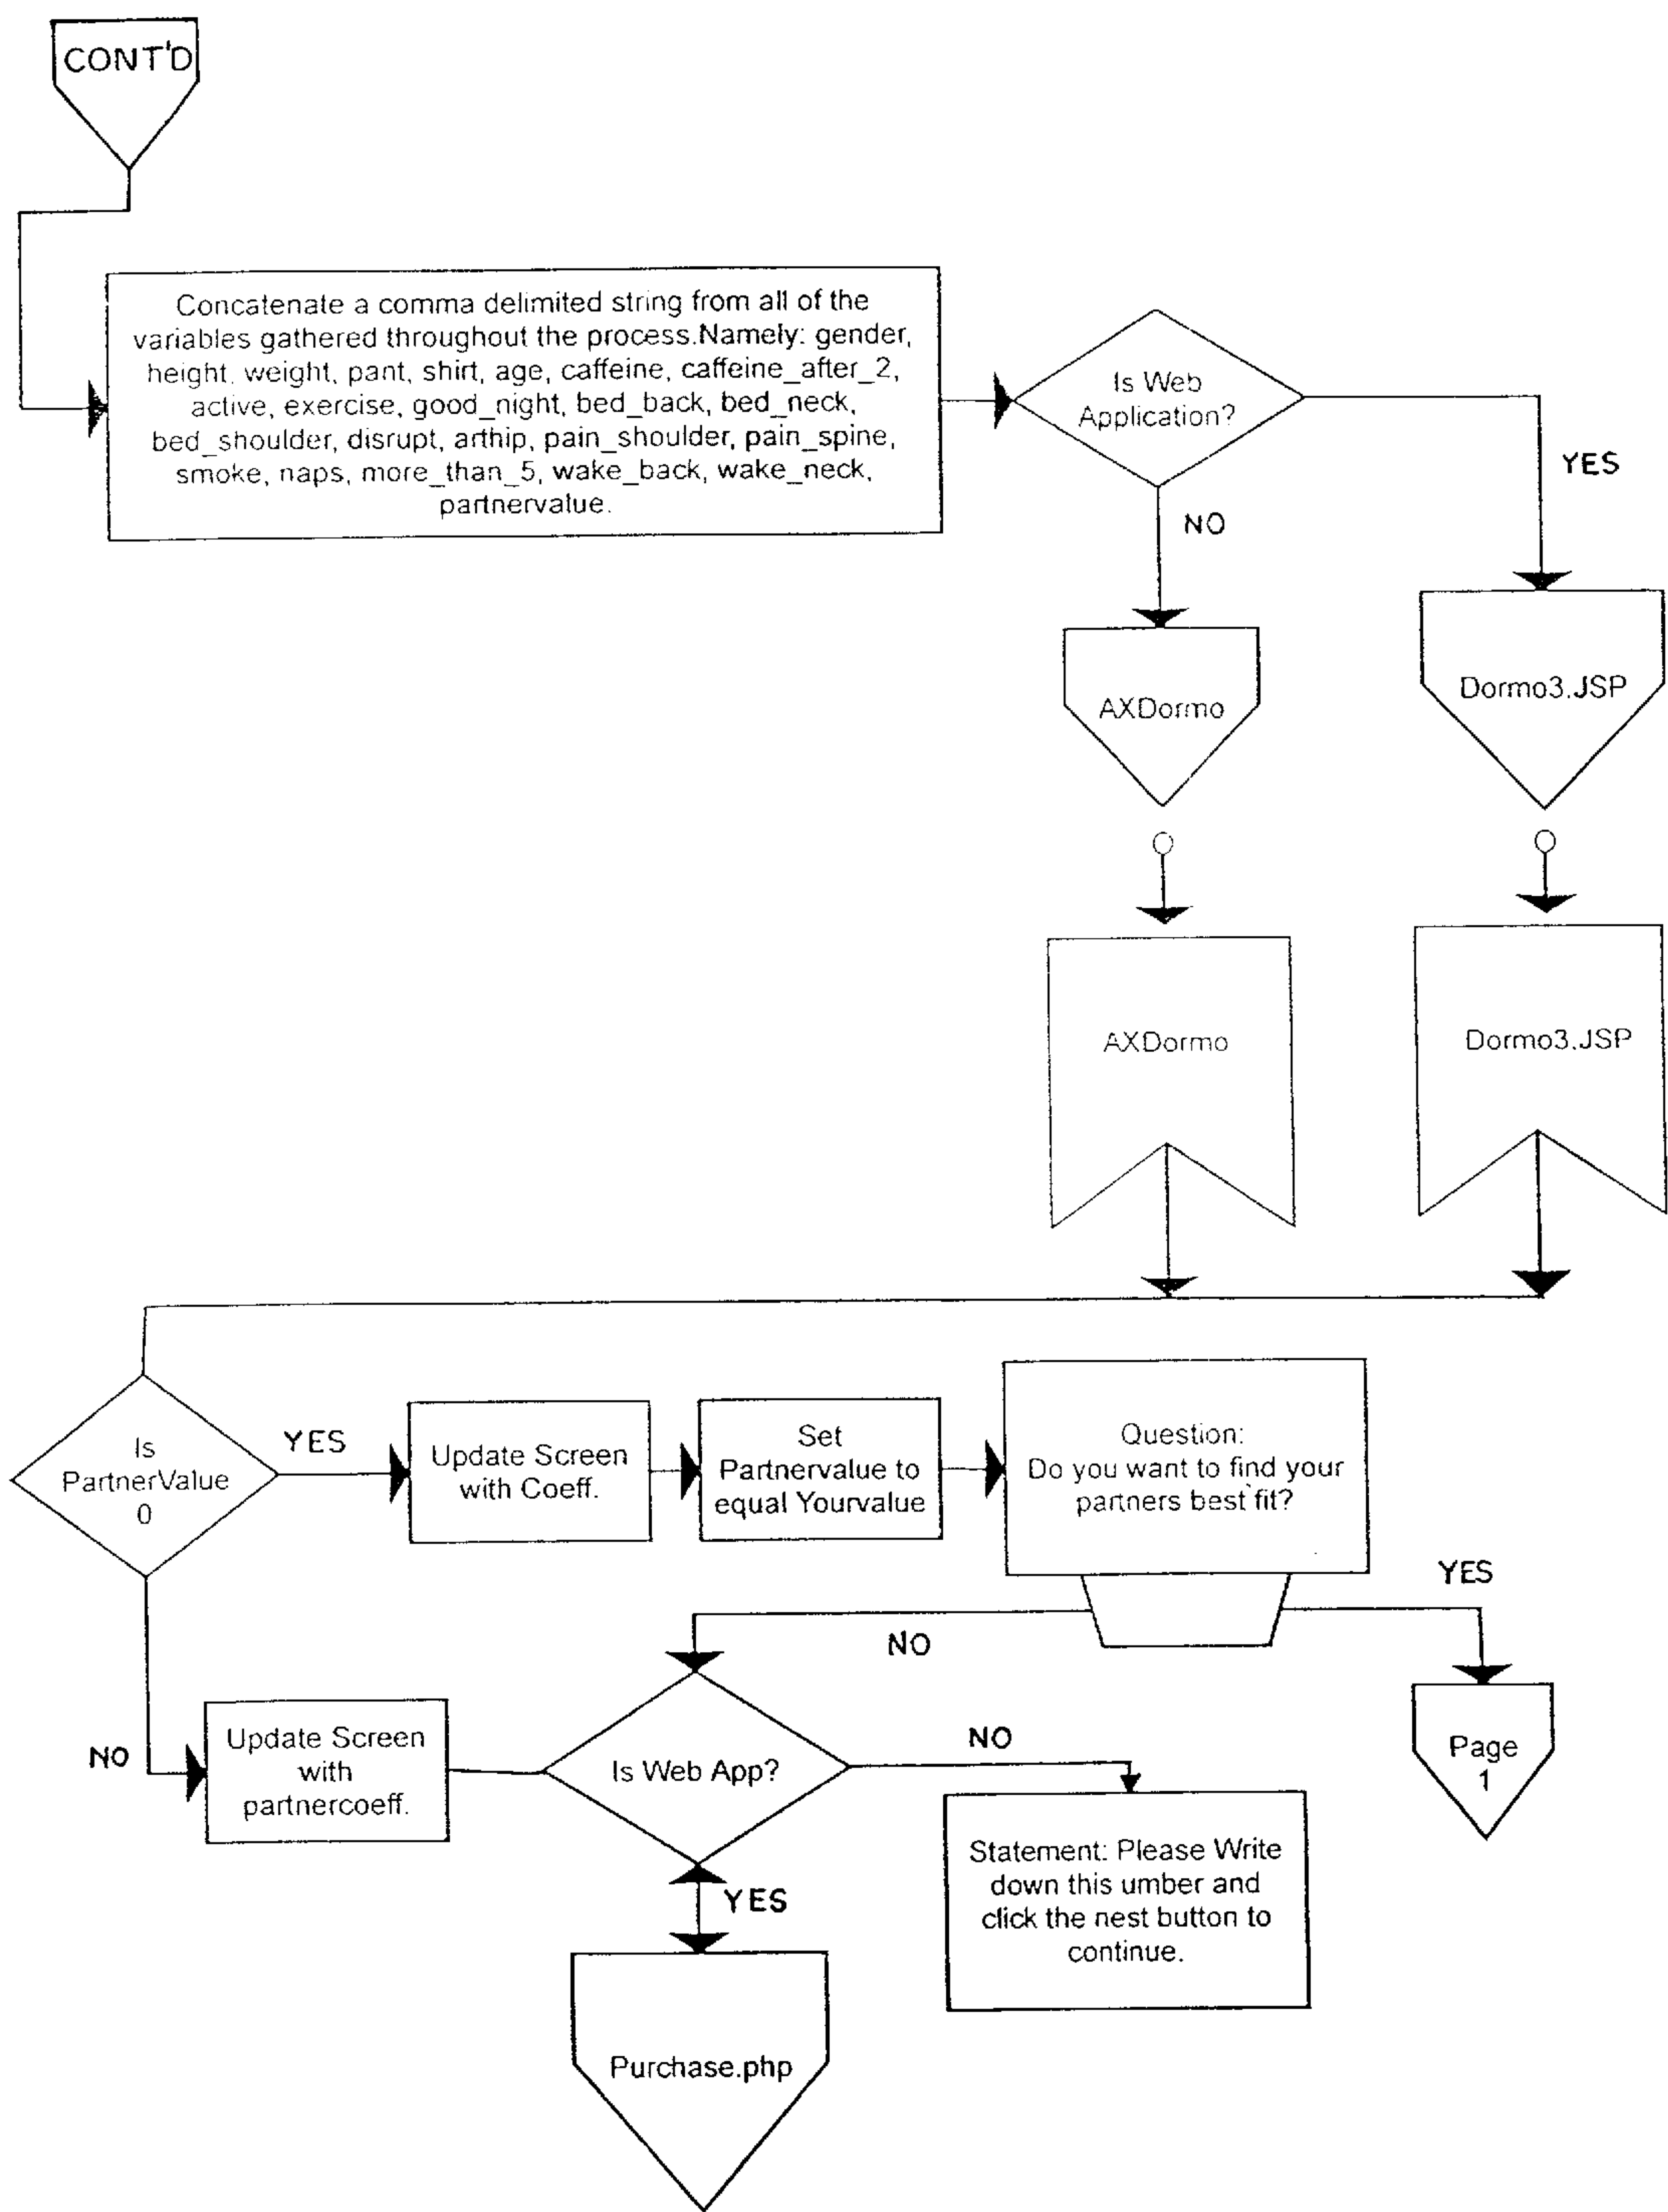 CONT'D
Concatenate a comma delimited string from all of the
variables gathered throughout the process.Namely: gender,
height, weight, pant, shirt, age, caffeine, caffeine_after_2,
active, exercise, good_night, bed_back, bed_neck,
bed_shoulder, disrupt, arthip, pain_shoulder, pain_spine,
smoke, naps, more_than_5, wake_back, wake_neck,
partnervalue.
Is Web
Application?
YES
NO
AXDormo
Dormo3.JSP
AXDormo
Dormo3.JSP
Is
PartnerValue
0
YES
Update Screen
with Coeff.
Set
Partnervalue to
equal Yourvalue
Question:
Do you want to find your
partners best fit?
YES
NO
Page
1
NO
Update Screen
with
partnercoeff.
Is Web App?
NO
Statement: Please Write
down this umber and
click the nest button to
continue.
YES
Purchase.php